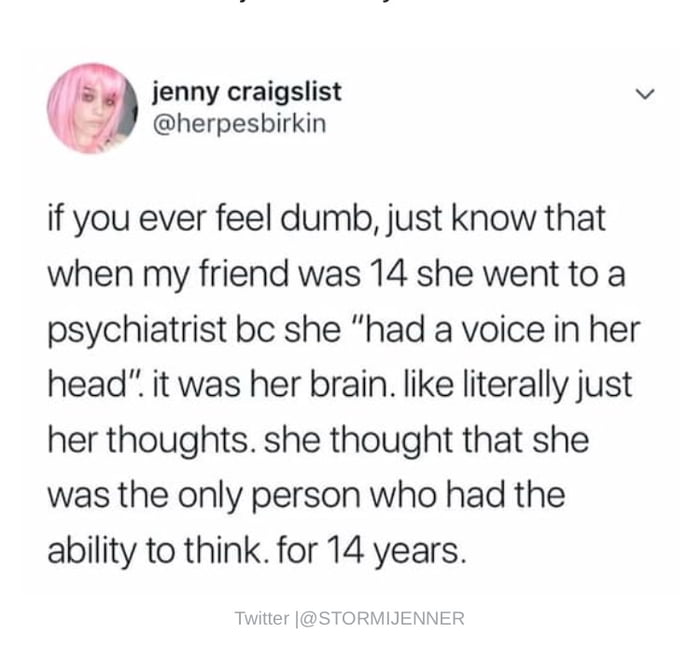 jenny craigslist
@herpesbirkin
if you ever feel dumb, just know that
when my friend was 14 she went to a
psychiatrist bc she "had a voice in her
head". it was her brain. like literally just
her thoughts. she thought that she
was the only person who had the
ability to think. for 14 years.
Twitter |@STORMIJENNER